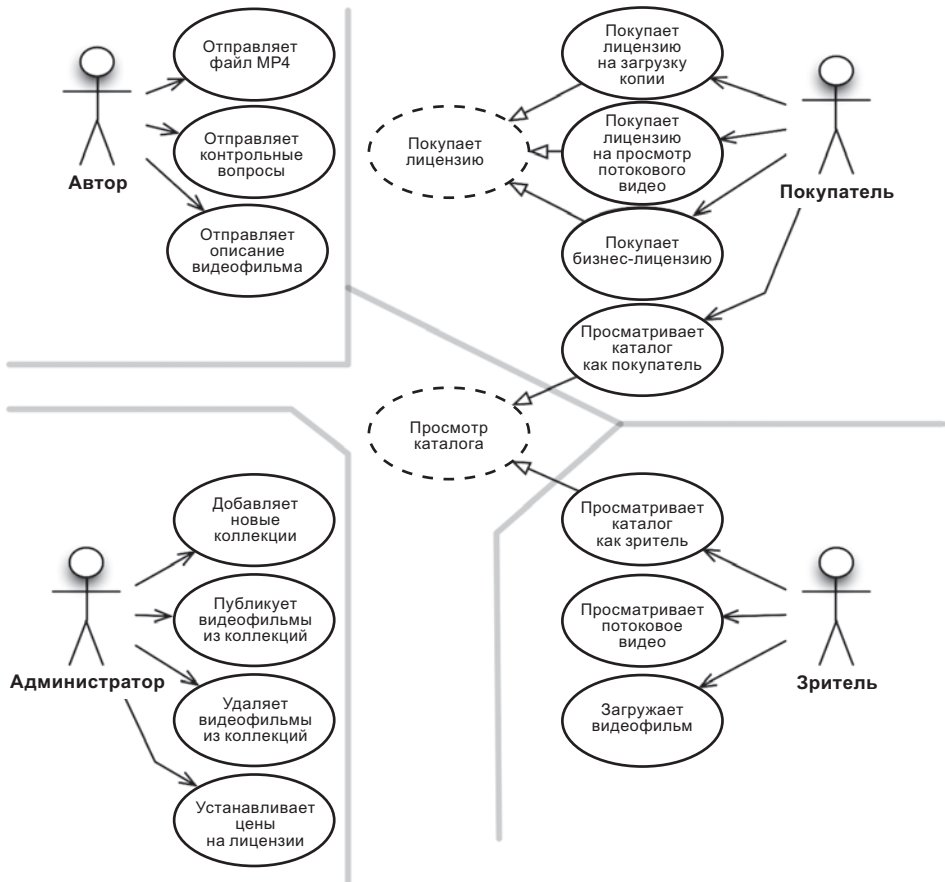 Отправляет
файл MP4
Отправляет
контрольные
вопросы
Автор
Отправляет
описание
видеофильма
Покупает
лицензию
Покупает
лицензию
на загрузку
копии
Покупает
лицензию
на просмотр
потокового
видео
Покупатель
Покупает
бизнес-лицензию
Просматривает
каталог
как покупатель
Просмотр
каталога
Добавляет
новые
коллекции
Публикует
видеофильмы
из коллекций
Администратор
Удаляет
видеофильмы
из коллекций
Устанавливает
цены
на лицензии
Просматривает
каталог
как зритель
Просматривает
потоковое
видео
Зритель
Загружает
видеофильм